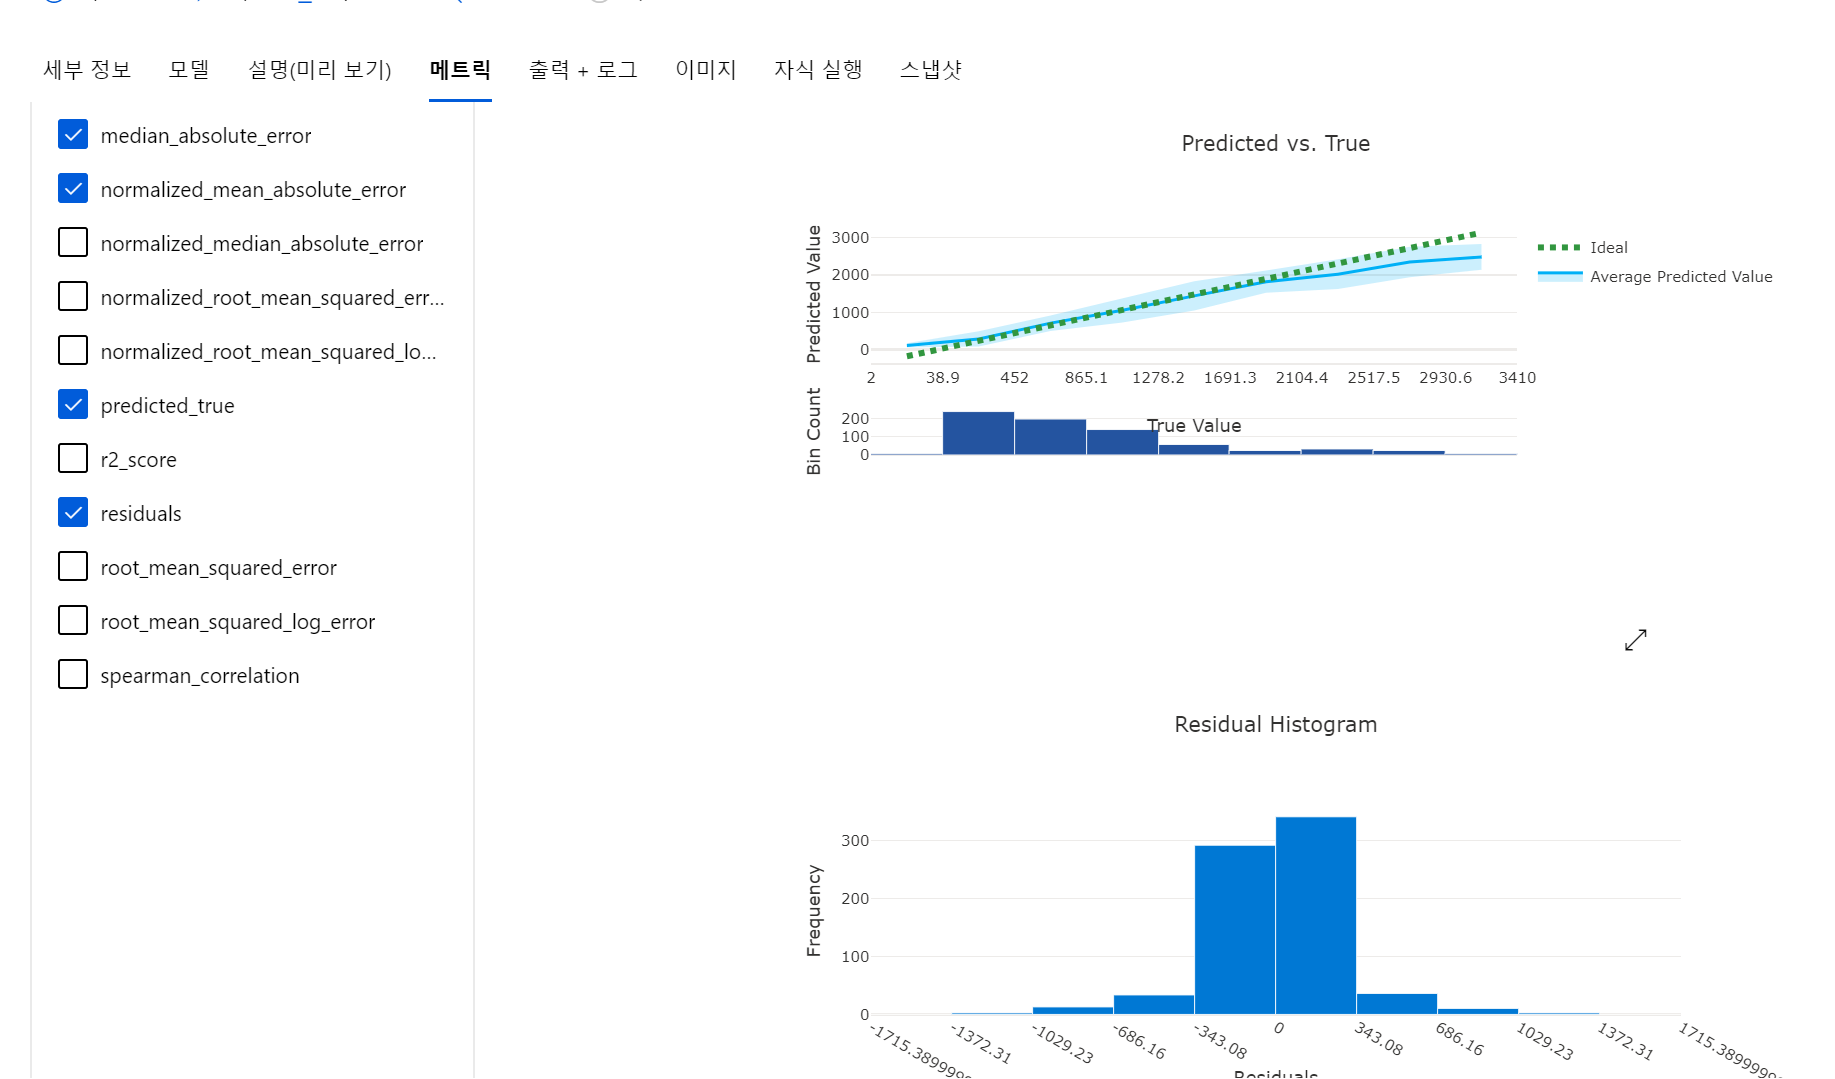 세부 정보 모델 설명(미리 보기) 메트릭 출력 + 로그 이미지 자식 실행 스냅샷
median_absolute_error
normalized_mean_absolute_error
normalized_median_absolute_error
normalized_root_mean_squared_err...
normalized_root_mean_squared_lo...
predicted_true
r2_score
residuals
root_mean_squared_error
root_mean_squared_log_error
spearman_correlation
Predicted vs. True
Predicted Value
3000
2000
1000
0
2 38.9 452 865.1 1278.2 1691.3 2104.4 2517.5 2930.6 3410
Ideal
Average Predicted Value
Bin Count
200
100
0
True Value
Residual Histogram
Frequency
300
200
100
0
-1715.3899999 -1372.31 -1029.23 -686.16 -343.08 0 343.08 686.16 1029.23 1372.31 1715.3899999
Residuals